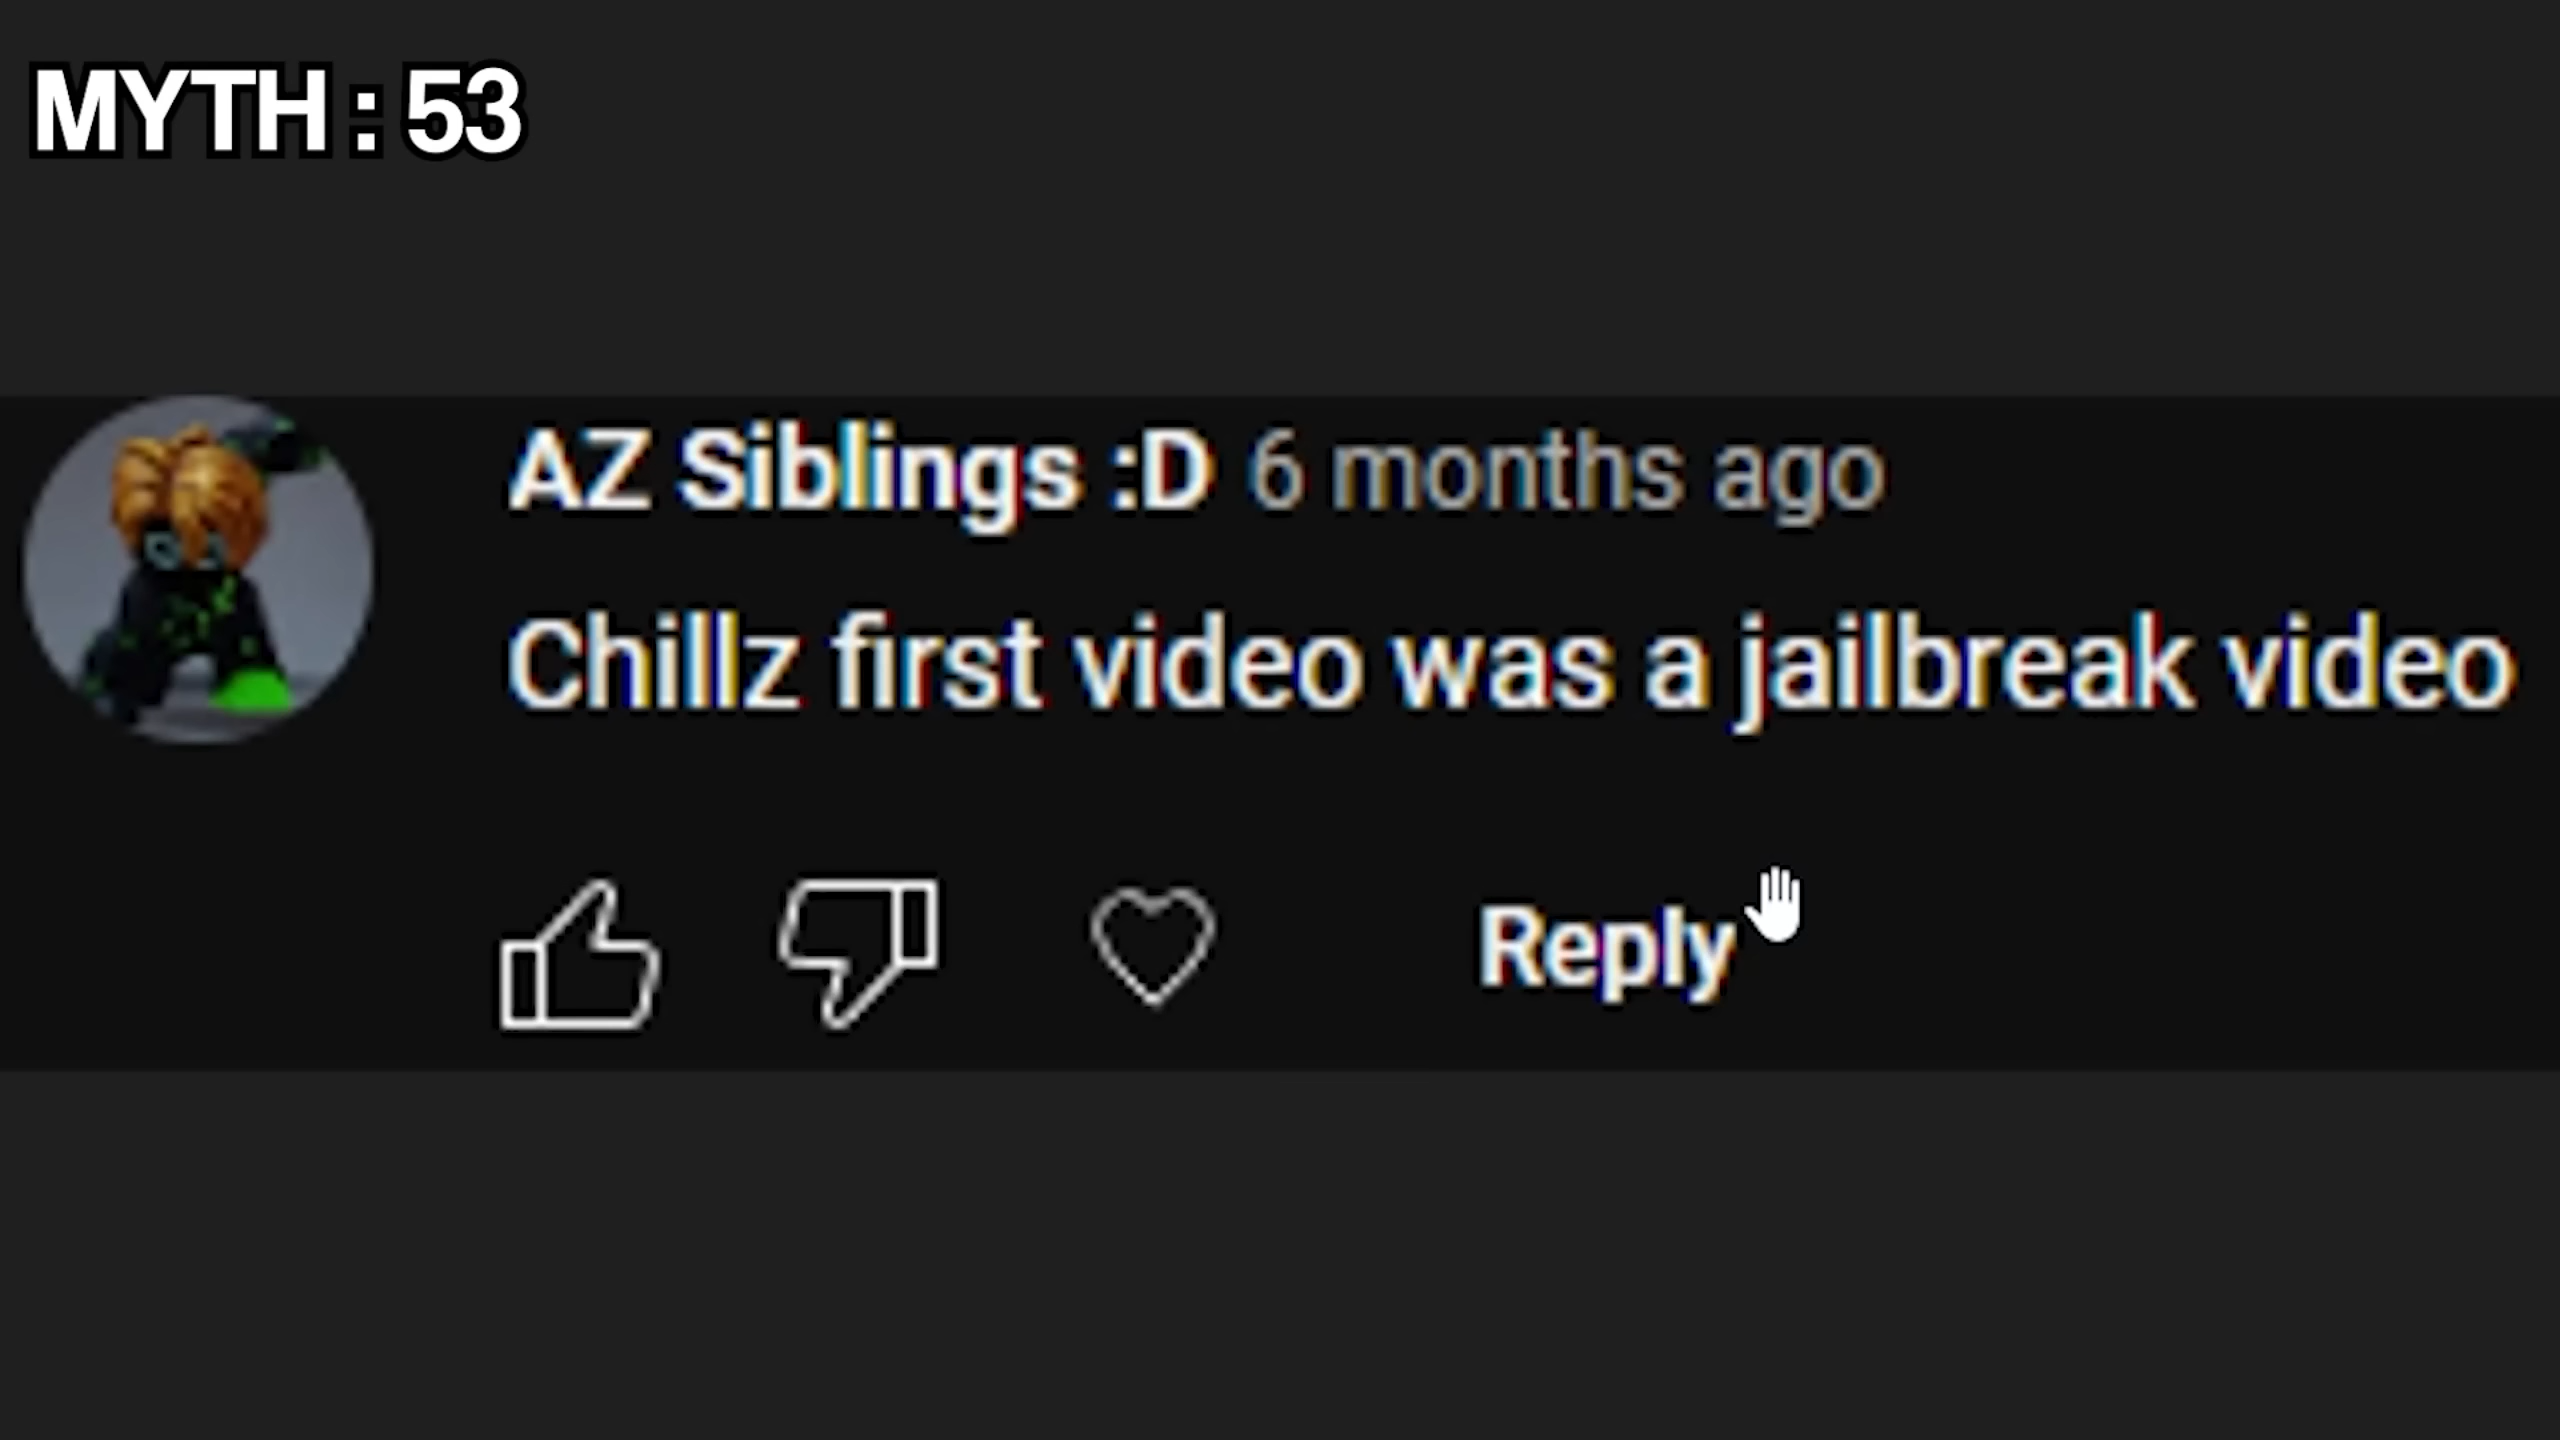 MYTH : 53
AZ Siblings :D 6 months ago
Chillz first video was a jailbreak video
Reply